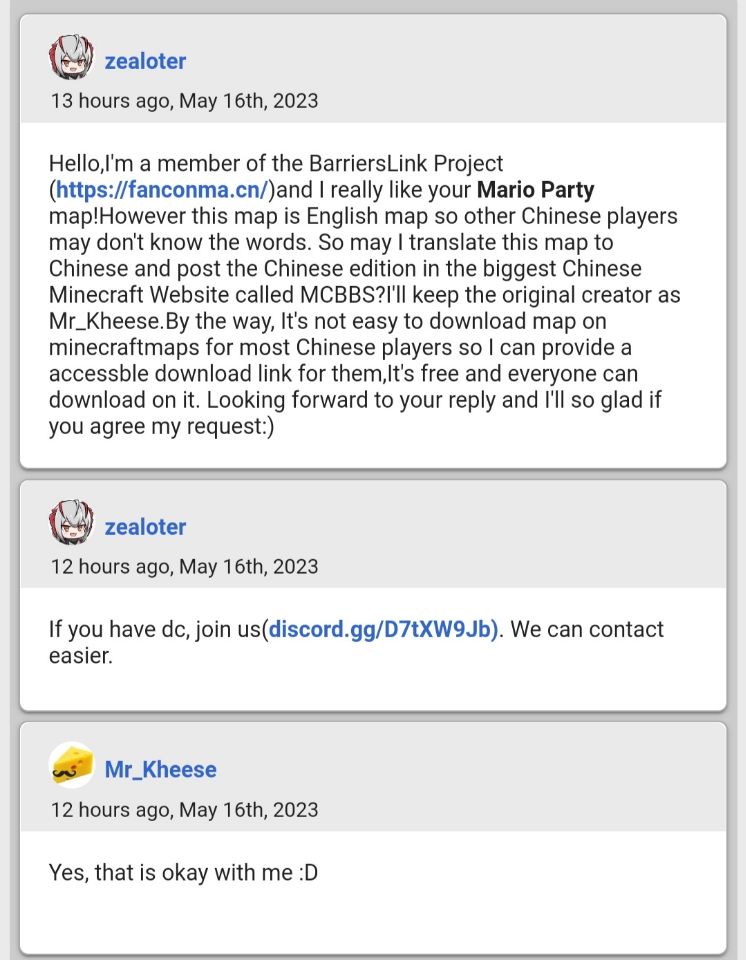 zealoter
13 hours ago, May 16th, 2023
Hello,I'm a member of the BarriersLink Project
(https://fanconma.cn/)and I really like your Mario Party
map!However this map is English map so other Chinese players
may don't know the words. So may I translate this map to
Chinese and post the Chinese edition in the biggest Chinese
Minecraft Website called MCBBS?I'll keep the original creator as
Mr_Kheese.By the way, It's not easy to download map on
minecraftmaps for most Chinese players so I can provide a
accessble download link for them,It's free and everyone can
download on it. Looking forward to your reply and I'll so glad if
you agree my request:)
zealoter
12 hours ago, May 16th, 2023
If you have dc, join us(discord.gg/D7tXW9Jb). We can contact
easier.
Mr_Kheese
12 hours ago, May 16th, 2023
Yes, that is okay with me :D